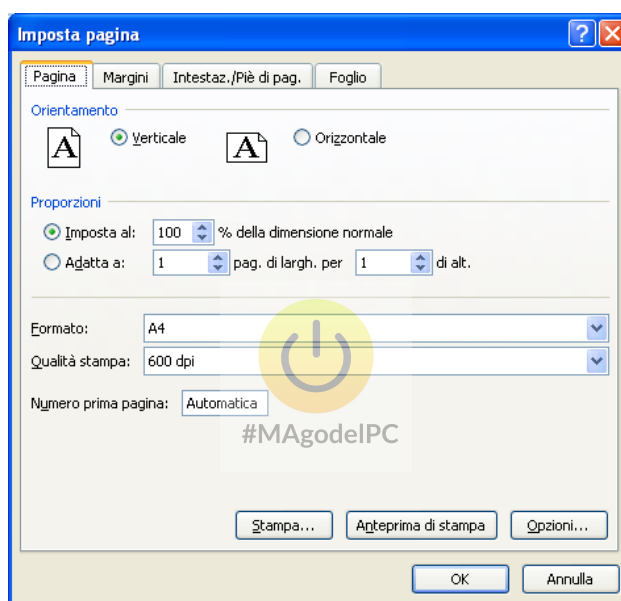 Imposta pagina
Pagina Margini Intestaz./Piè di pag. Foglio
Orientamento
A Verticale A Orizzontale
Proporzioni
Imposta al: 100 % della dimensione normale
Adatta a: 1 pag. di largh. per 1 di alt.
Formato: A4
Qualità stampa: 600 dpi
Numero prima pagina: Automatica
#MAgodelPC
Stampa... Anteprima di stampa Opzioni...
OK Annulla